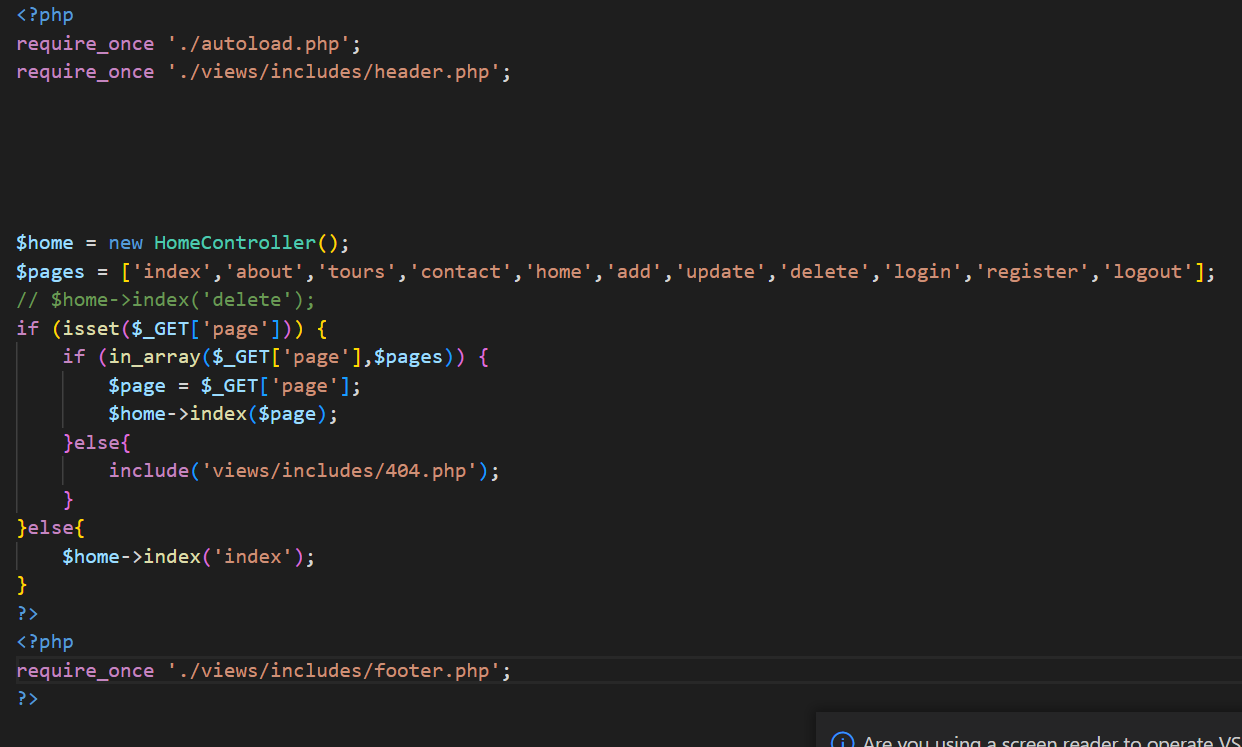 <?php
require_once './autoload.php';
require_once './views/includes/header.php';
$home = new HomeController();
$pages = ['index','about','tours','contact','home','add','update','delete','login','register','logout'];
// $home->index('delete');
if (isset($_GET['page'])) {
    if (in_array($_GET['page'],$pages)) {
        $page = $_GET['page'];
        $home->index($page);
    }else{
        include('views/includes/404.php');
    }
}else{
    $home->index('index');
}
?>
<?php
require_once './views/includes/footer.php';
?>
Are you using a screen reader to operate VS